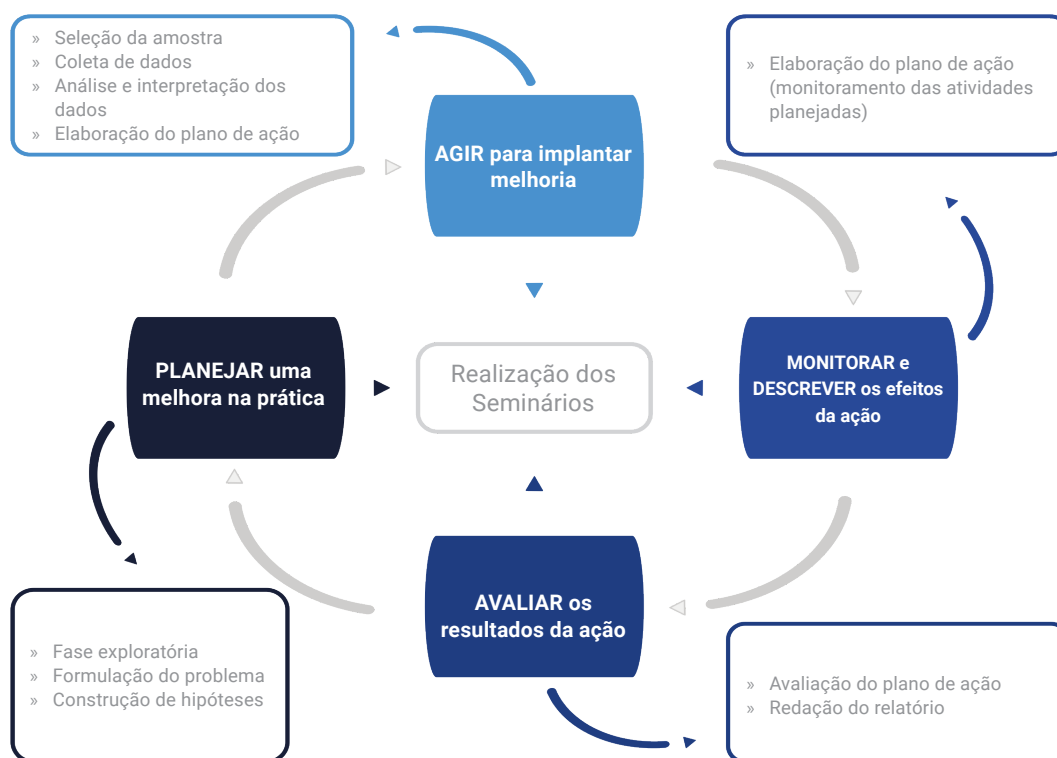 » Seleção da amostra
» Coleta de dados
» Análise e interpretação dos
dados
» Elaboração do plano de ação
» Elaboração do plano de ação
(monitoramento das atividades
planejadas)
AGIR para implantar
melhoria
PLANEJAR uma
melhora na prática
Realização dos
Seminários
MONITORAR e
DESCREVER os efeitos
da ação
AVALIAR os
resultados da ação
» Fase exploratória
» Formulação do problema
» Construção de hipóteses
» Avaliação do plano de ação
» Redação do relatório